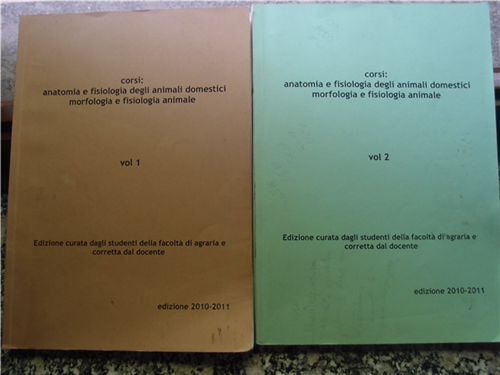 corsi:
anatomia e fisiologia degli animali domestici
morfologia e fisiologia animale
vol 1
Edizione curata dagli studenti della facoltà di agraria e
corretta dal docente
edizione 2010-2011
corsi:
anatomia e fisiologia degli animali domestici
morfologia e fisiologia animale
vol 2
Edizione curata dagli studenti della facoltà di agraria e
corretta dal docente
edizione 2010-2011